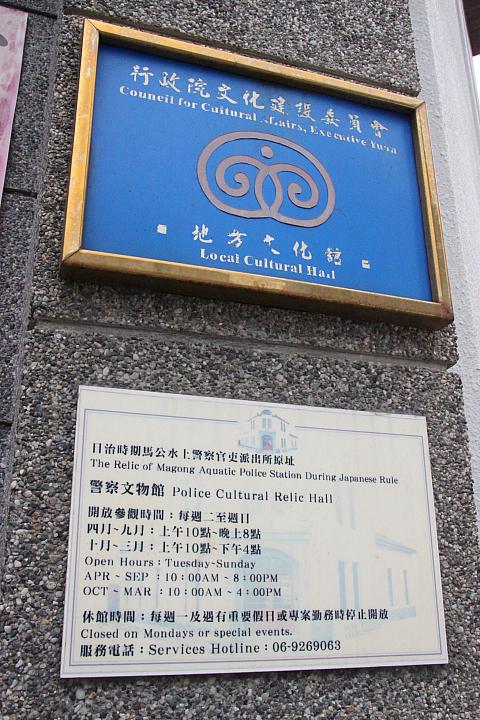 行政院文化建設委員會
Council for Cultural Affairs, Executive Yuan
地方文化館
Local Cultural Hall
日治時期馬公水上警察官吏派出所原址
The Relic of Magong Aquatic Police Station During Japanese Rule
警察文物館 Police Cultural Relic Hall
開放參觀時間：每週二至週日
四月~九月：上午10點~晚上8點
十月~三月：上午10點~下午4點
Open Hours：Tuesday~Sunday
APR ~ SEP ：10：00AM ~ 8：00PM
OCT ~ MAR ：10：00AM ~ 4：00PM
休館時間：每週一及遇有重要假日或專案勤務時停止開放
Closed on Mondays or special events.
服務電話：Services Hotline：06-9269063